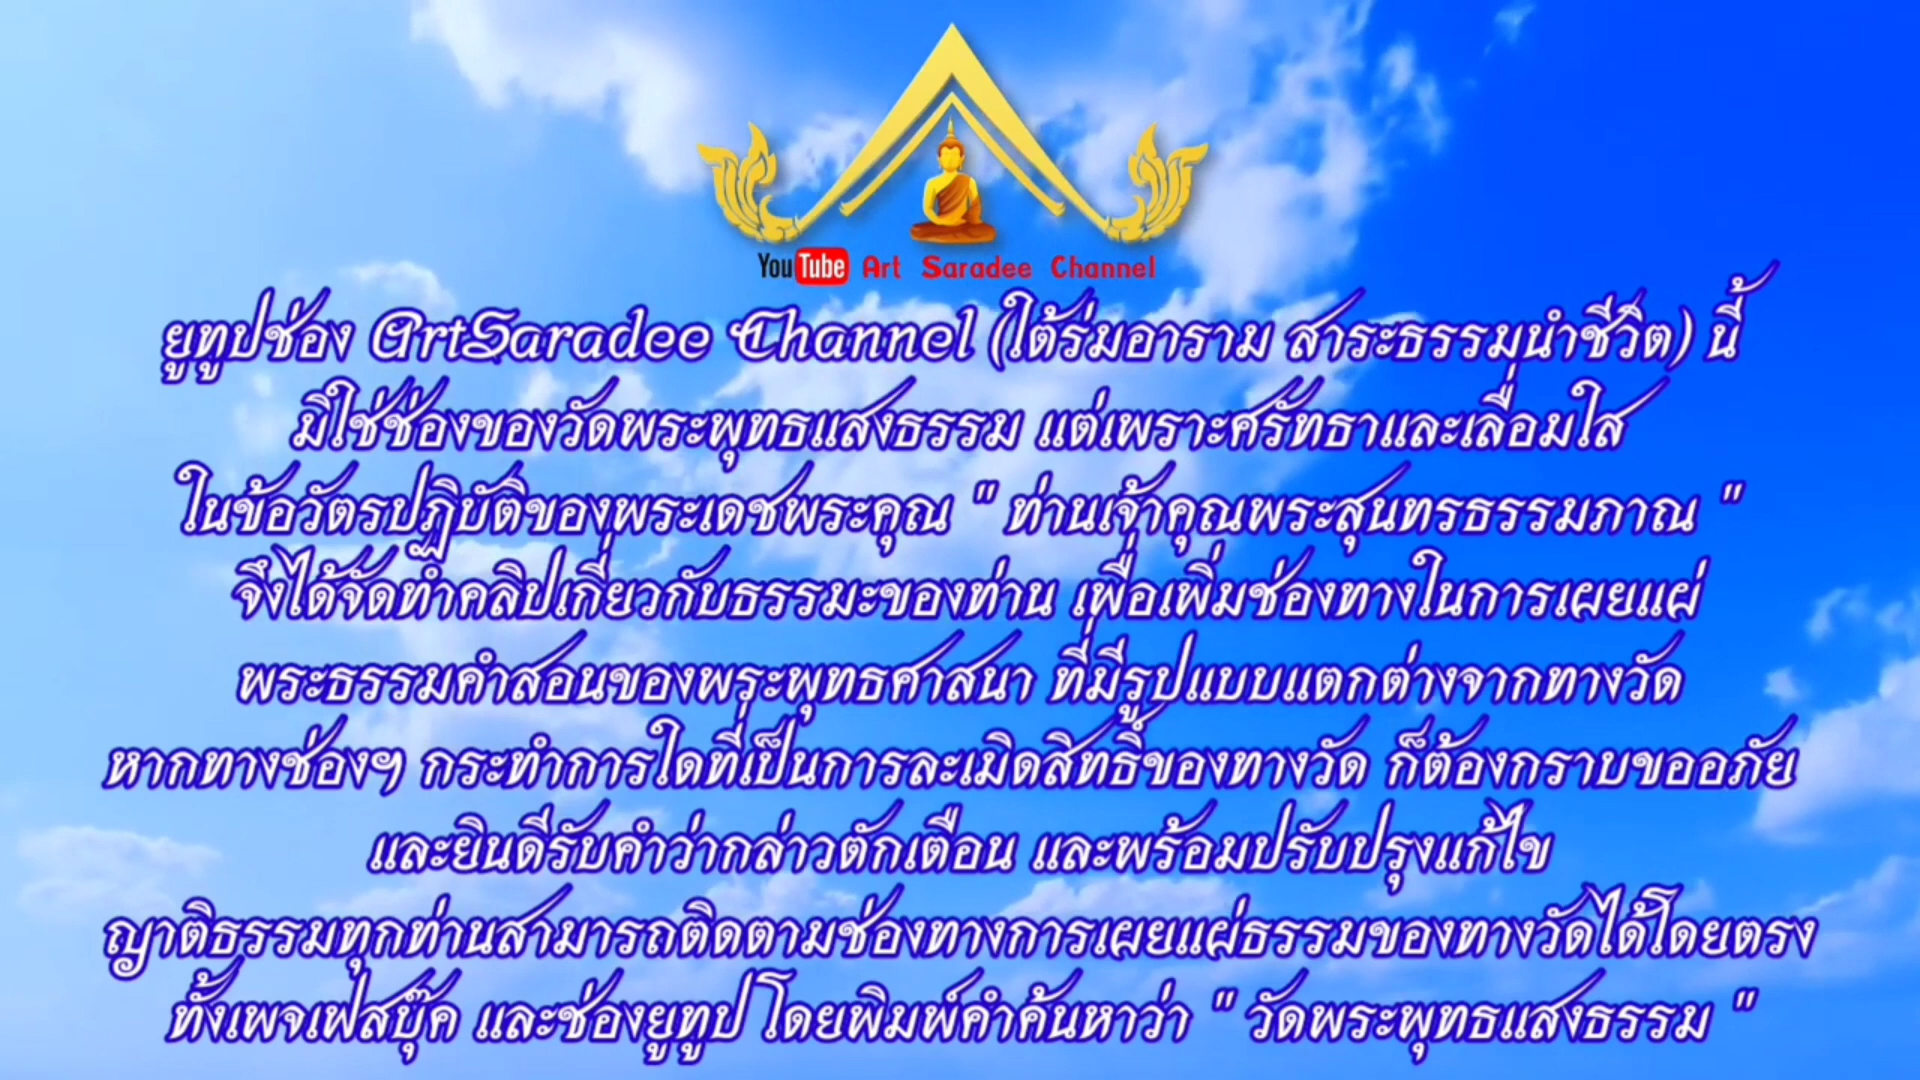 YouTube Art Saradee Channel
ยูทูปช่อง ArtSaradee Channel (ใต้ร่มอาราม สาระธรรมนำชีวิต) นี้
มิใช่ช่องของวัดพระพุทธแสงธรรม แต่เพราะศรัทธาและเลื่อมใส
ในข้อวัตรปฏิบัติของพระเดชพระคุณ " ท่านเจ้าคุณพระสุนทรธรรมภาณ "
จึงได้จัดทำคลิปเกี่ยวกับธรรมะของท่าน เพื่อเพิ่มช่องทางในการเผยแผ่
พระธรรมคำสอนของพระพุทธศาสนา ที่มีรูปแบบแตกต่างจากทางวัด
หากทางช่องฯ กระทำการใดที่เป็นการละเมิดสิทธิ์ของทางวัด ก็ต้องกราบขออภัย
และยินดีรับคำว่ากล่าวตักเตือน และพร้อมปรับปรุงแก้ไข
ญาติธรรมทุกท่านสามารถติดตามช่องทางการเผยแผ่ธรรมของทางวัดได้โดยตรง
ทั้งเพจเฟสบุ๊ค และช่องยูทูป โดยพิมพ์คำค้นหาว่า " วัดพระพุทธแสงธรรม "